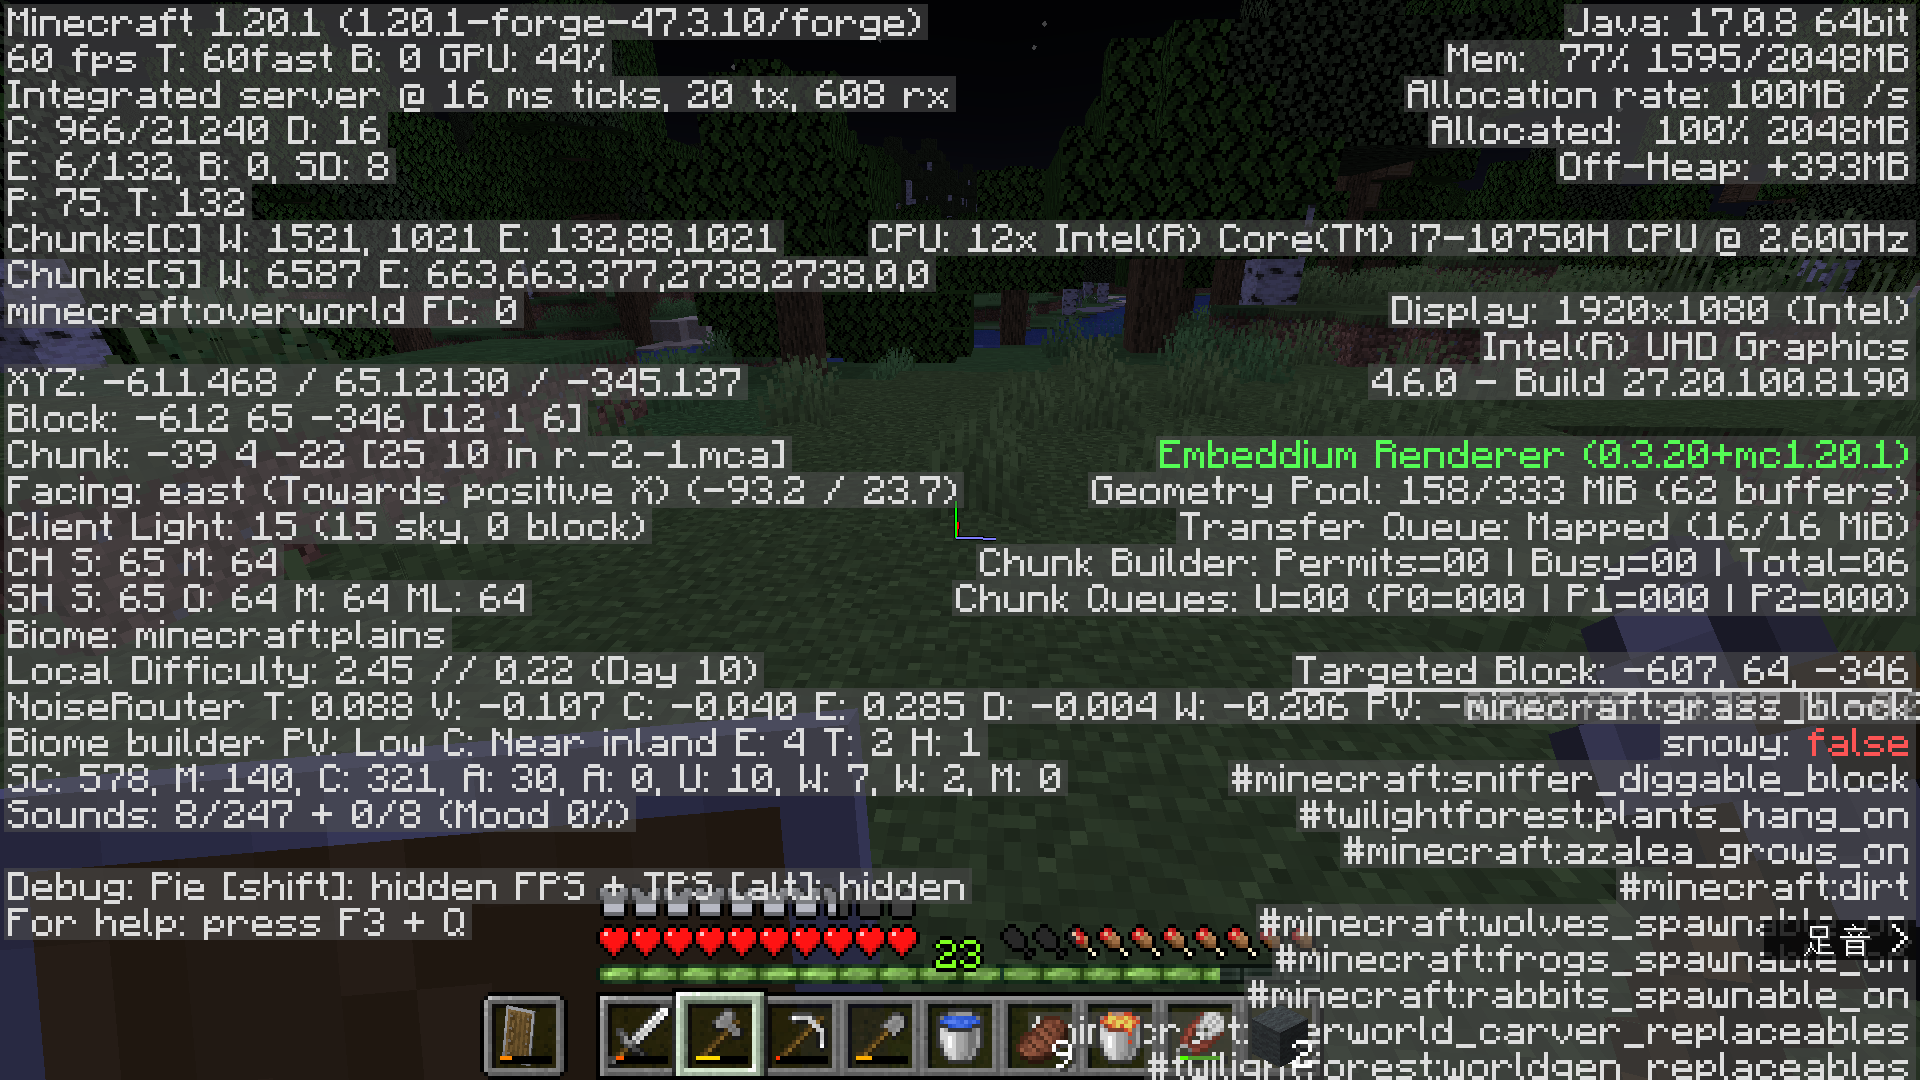 Minecraft 1.20.1 (1.20.1-forge-47.3.10/forge)
60 fps T: 60fast B: 0 GPU: 44%
Integrated server @ 16 ms ticks, 20 tx, 608 rx
C: 966/21240 D: 16
E: 6/132, B: 0, SD: 8
P: 75. T: 132
Chunks[C] W: 1521, 1021 E: 132,88,1021
Chunks[S] W: 6587 E: 663,663,377,2738,2738,0,0
minecraft:overworld FC: 0
XYZ: -611.468 / 65.12130 / -345.137
Block: -612 65 -346 [12 1 6]
Chunk: -39 4 -22 [25 10 in r.-2.-1.mca]
Facing: east (Towards positive X) (-93.2 / 23.7)
Client Light: 15 (15 sky, 0 block)
CH S: 65 M: 64
SH S: 65 O: 64 M: 64 ML: 64
Biome: minecraft:plains
Local Difficulty: 2.45 // 0.22 (Day 10)
NoiseRouter T: 0.088 V: -0.107 C: -0.040 E: 0.285 D: -0.004 W: -0.206 PV:
Biome builder PV: Low C: Near inland E: 4 T: 2 H: 1
SC: 578, M: 140, C: 321, A: 30, A: 0, U: 10, W: 7, W: 2, M: 0
Sounds: 8/247 + 0/8 (Mood 0%)
Debug: Pie [shift]: hidden FPS + TPS [alt]: hidden
For help: press F3 + Q
Java: 17.0.8 64bit
Mem: 77% 1595/2048MB
Allocation rate: 100MB /s
Allocated: 100% 2048MB
Off-Heap: +393MB
CPU: 12x Intel(R) Core(TM) i7-10750H CPU @ 2.60GHz
Display: 1920x1080 (Intel)
Intel(R) UHD Graphics
4.6.0 - Build 27.20.100.8190
Embeddium Renderer (0.3.20+mc1.20.1)
Geometry Pool: 158/333 MiB (62 buffers)
Transfer Queue: Mapped (16/16 MiB)
Chunk Builder: Permits=00 | Busy=00 | Total=06
Chunk Queues: U=00 (P0=000 | P1=000 | P2=000)
Targeted Block: -607, 64, -346
minecraft:grass_block
snowy: false
#minecraft:sniffer_diggable_block
#twilightforest:plants_hang_on
#minecraft:azalea_grows_on
#minecraft:dirt
#minecraft:wolves_spawnable_on
#minecraft:frogs_spawnable_on
#minecraft:rabbits_spawnable_on
#twilightforest:worldgen_replaceables
足音 >
23
9
2